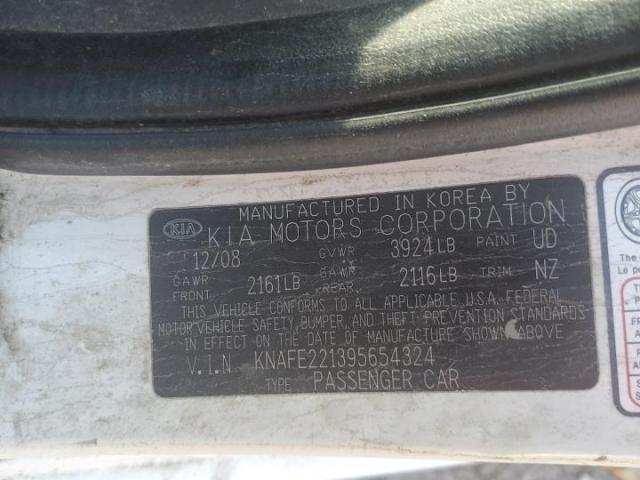 MANUFACTURED IN KOREA BY
KIA KIA MOTORS CORPORATION
12/08 GVWR 3924LB PAINT UD
GAWR FRONT 2161LB GAWR REAR 2116LB TRIM NZ
THIS VEHICLE CONFORMS TO ALL APPLICABLE U.S.A. FEDERAL
MOTOR VEHICLE SAFETY, BUMPER, AND THEFT PREVENTION STANDARDS
IN EFFECT ON THE DATE OF MANUFACTURE SHOWN ABOVE
V.I.N KNAFE221395654324
TYPE PASSENGER CAR
The
Le p